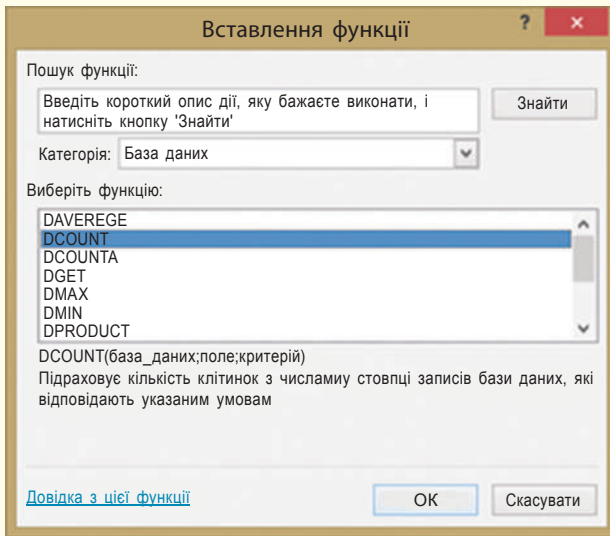 Вставлення функції
?
×
Пошук функції:
Введіть короткий опис дії, яку бажаєте виконати, і
натисніть кнопку 'Знайти'
Знайти
Категорія: База даних
Виберіть функцію:
DAVEREGE
DCOUNT
DCOUNTA
DGET
DMAX
DMIN
DPRODUCT
DCOUNT(база_даних;поле;критерій)
Підраховує кількість клітинок з числамиу стовпці записів бази даних, які
відповідають указаним умовам
Довідка з цієї функції
OK
Скасувати